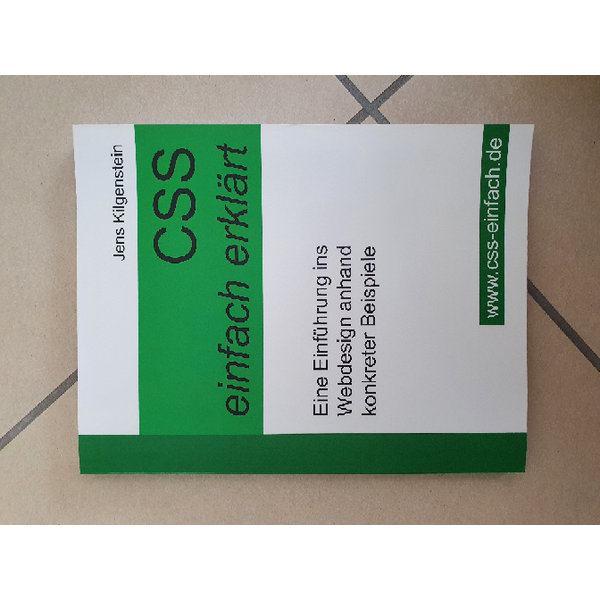 Jens Kilgenstein
CSS
einfach erklärt
Eine Einführung ins
Webdesign anhand
konkreter Beispiele
www.css-einfach.de